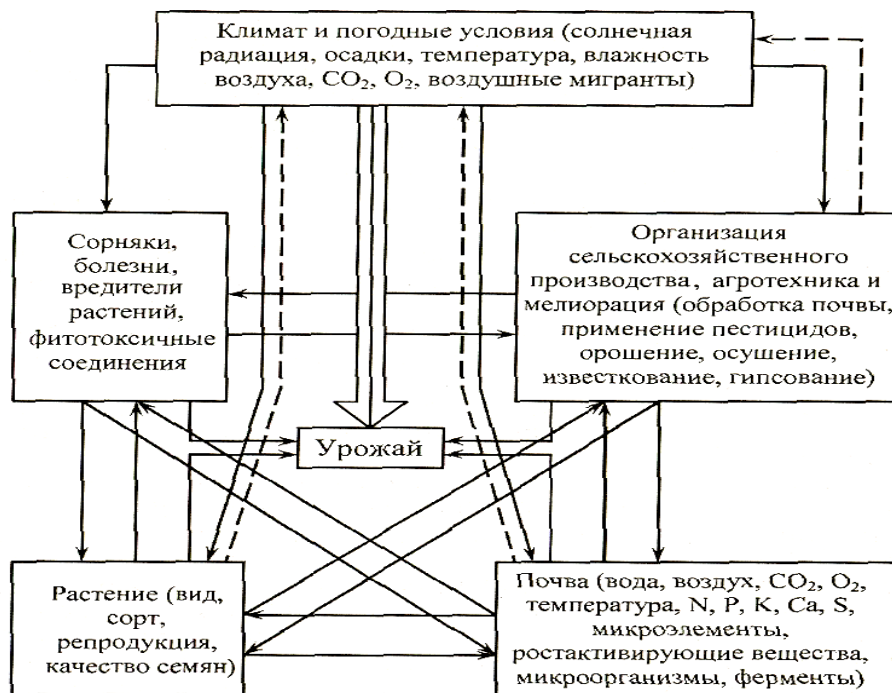 Климат и погодные условия (солнечная
радиация, осадки, температура, влажность
воздуха, CO₂, O₂, воздушные мигранты)
Сорняки,
болезни,
вредители
растений,
фитотоксичные
соединения
Организация
сельскохозяйственного
производства, агротехника и
мелиорация (обработка почвы,
применение пестицидов,
орошение, осушение,
известкование, гипсование)
Урожай
Растение (вид,
сорт,
репродукция,
качество семян)
Почва (вода, воздух, CO₂, O₂,
температура, N, P, K, Ca, S,
микроэлементы,
ростактивирующие вещества,
микроорганизмы, ферменты)